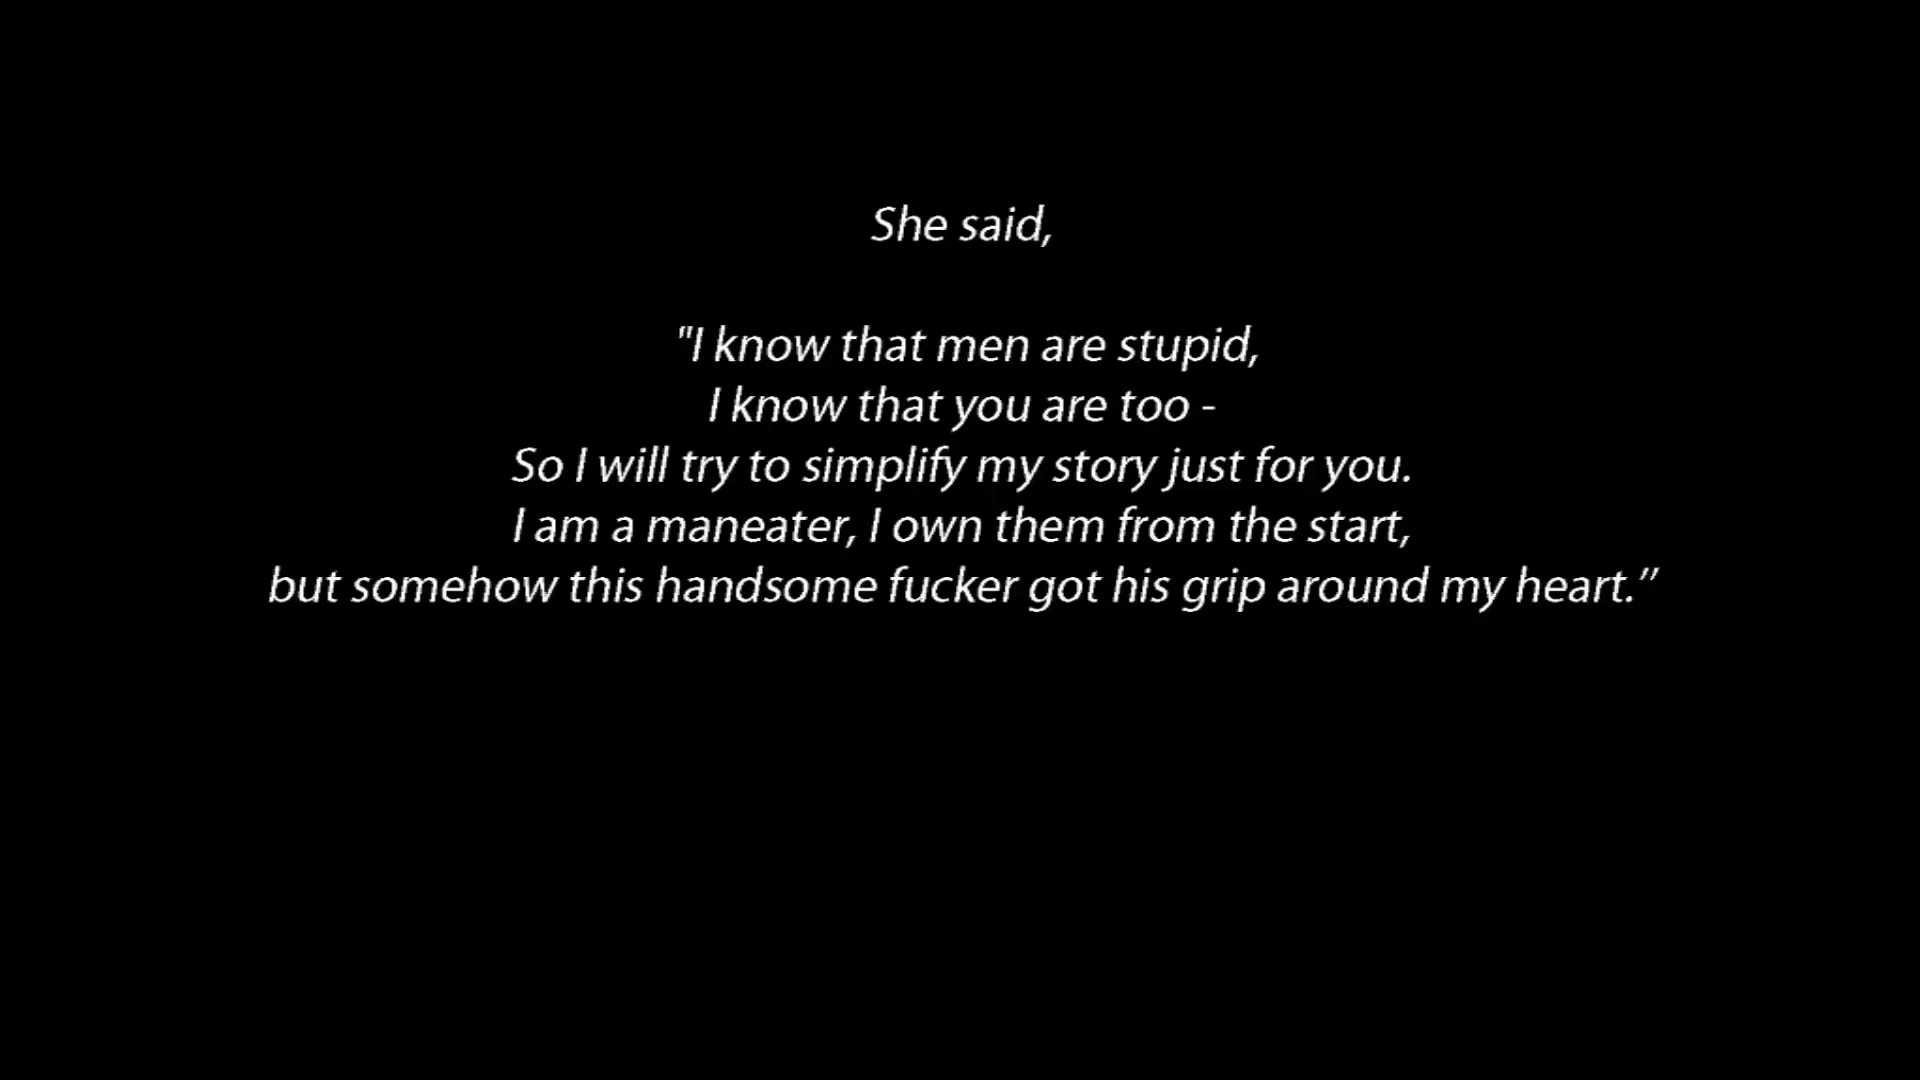 She said,
"I know that men are stupid,
I know that you are too -
So I will try to simplify my story just for you.
I am a maneater, I own them from the start,
but somehow this handsome fucker got his grip around my heart.”